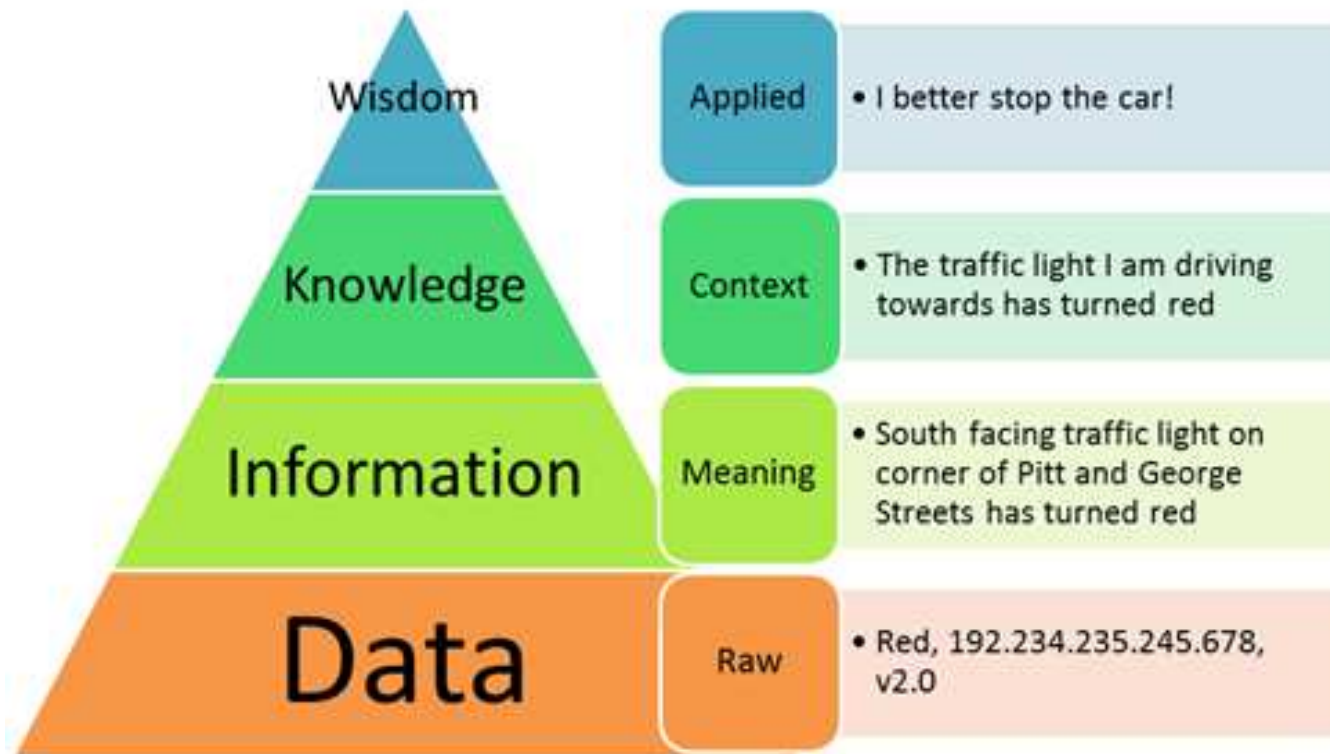 Wisdom
Applied
• I better stop the car!
Knowledge
Context
• The traffic light I am driving
towards has turned red
Information
Meaning
• South facing traffic light on
corner of Pitt and George
Streets has turned red
Data
Raw
• Red, 192.234.235.245.678,
v2.0